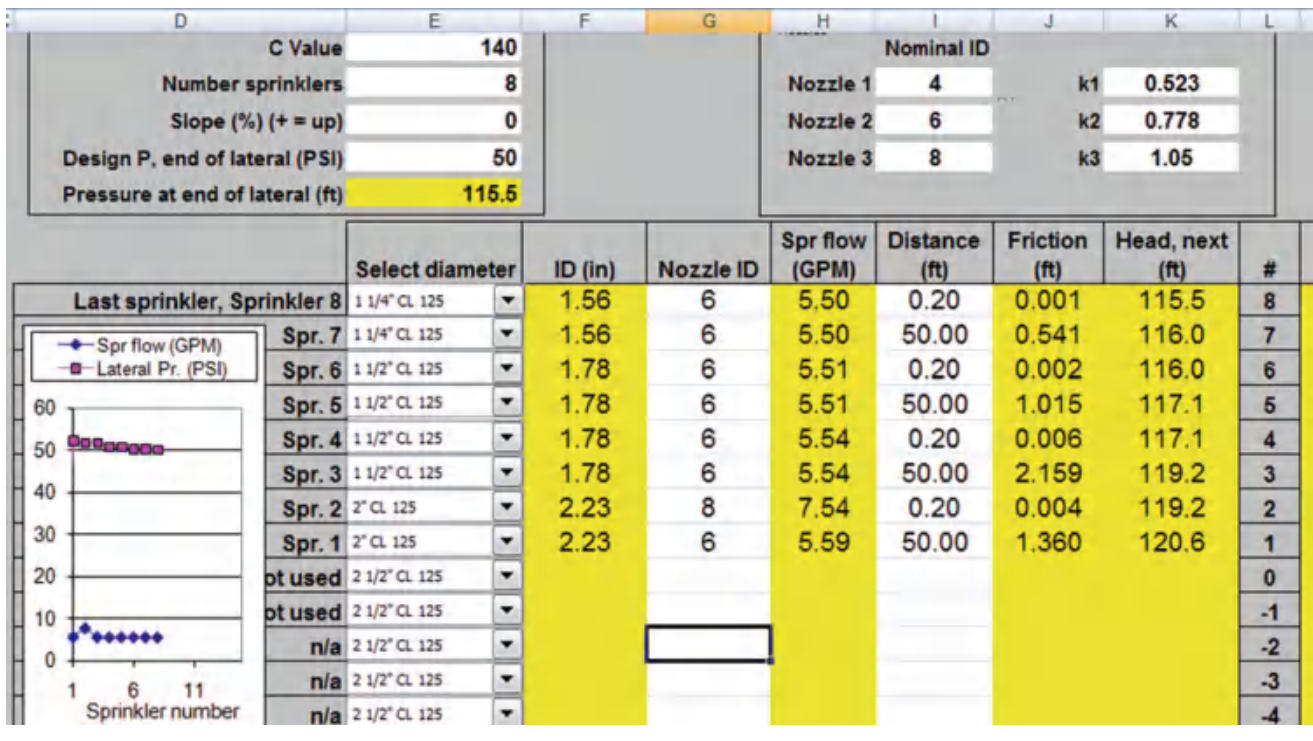 D E F G H I J K L
C Value 140 Nominal ID
Number sprinklers 8 Nozzle 1 4 k1 0.523
Slope (%) (+ = up) 0 Nozzle 2 6 k2 0.778
Design P, end of lateral (PSI) 50 Nozzle 3 8 k3 1.05
Pressure at end of lateral (ft) 115.5
Spr flow Distance Friction Head, next
Select diameter ID (in) Nozzle ID (GPM) (ft) (ft) (ft) #
Last sprinkler, Sprinkler 8 1 1/4" CL 125 1.56 6 5.50 0.20 0.001 115.5 8
Spr. 7 1 1/4" CL 125 1.56 6 5.50 50.00 0.541 116.0 7
Spr. 6 1 1/2" CL 125 1.78 6 5.51 0.20 0.002 116.0 6
Spr. 5 1 1/2" CL 125 1.78 6 5.51 50.00 1.015 117.1 5
Spr. 4 1 1/2" CL 125 1.78 6 5.54 0.20 0.006 117.1 4
Spr. 3 1 1/2" CL 125 1.78 6 5.54 50.00 2.159 119.2 3
Spr. 2 2" CL 125 2.23 8 7.54 0.20 0.004 119.2 2
Spr. 1 2" CL 125 2.23 6 5.59 50.00 1.360 120.6 1
ot used 2 1/2" CL 125 0
ot used 2 1/2" CL 125 -1
n/a 2 1/2" CL 125 -2
n/a 2 1/2" CL 125 -3
n/a 2 1/2" CL 125 -4
Spr flow (GPM)
Lateral Pr. (PSI)
60
50
40
30
20
10
0
1 6 11
Sprinkler number